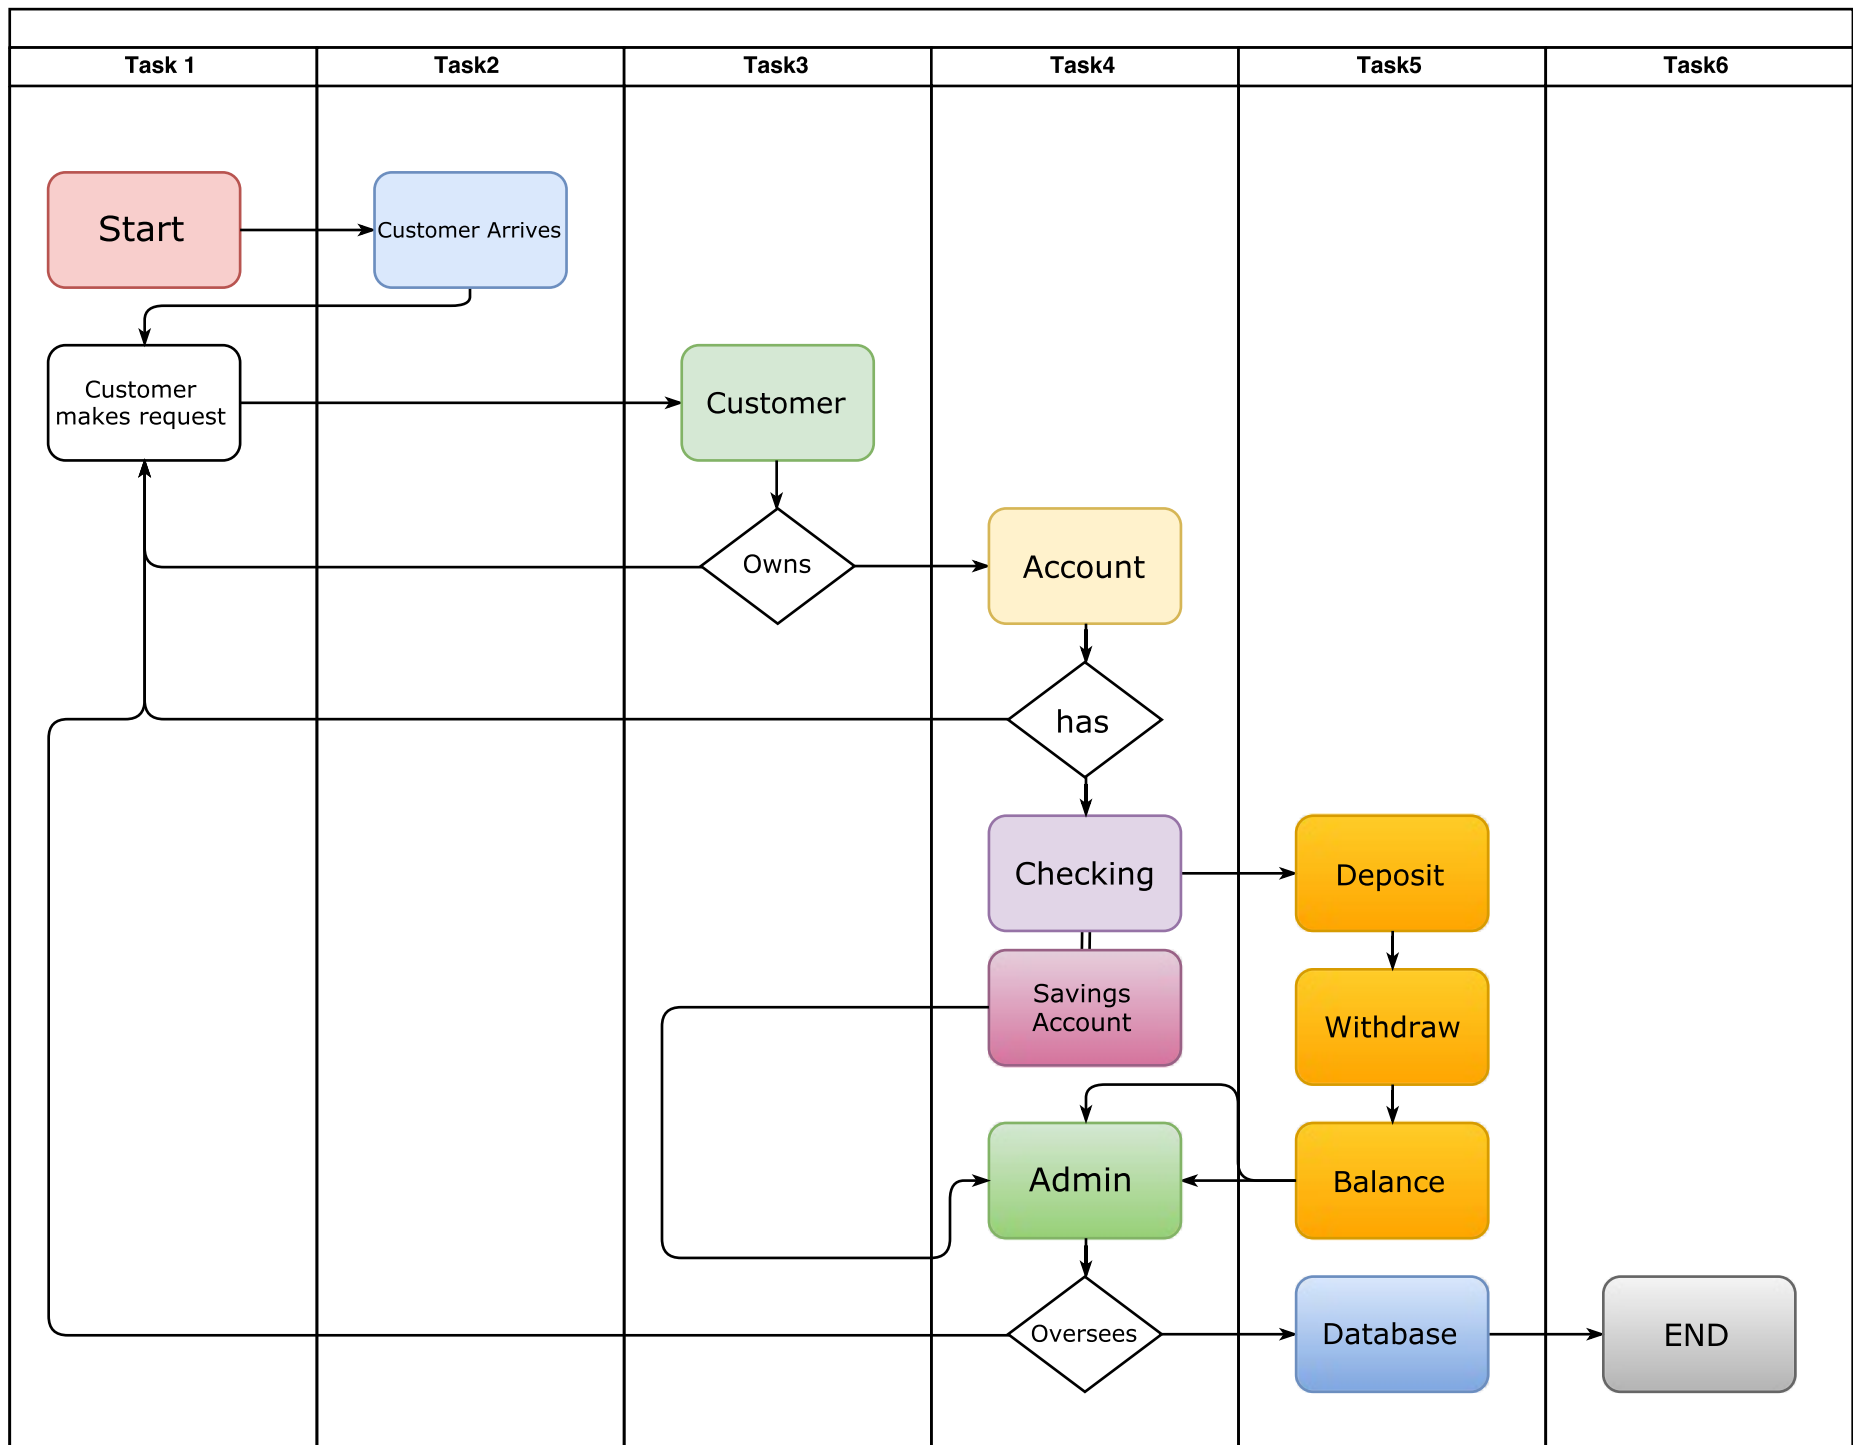 Task 1
Task2
Task3
Task4
Task5
Task6
Start
Customer Arrives
Customer
makes request
Customer
Owns
Account
has
Checking
Deposit
Savings
Account
Withdraw
Admin
Balance
Oversees
Database
END